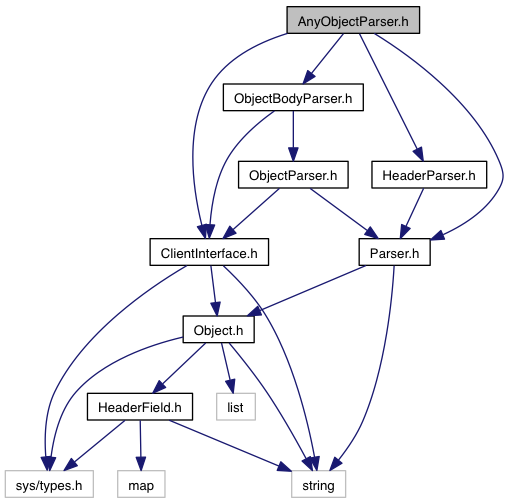 AnyObjectParser.h
ObjectBodyParser.h
ObjectParser.h
HeaderParser.h
ClientInterface.h
Parser.h
Object.h
HeaderField.h
list
sys/types.h
map
string